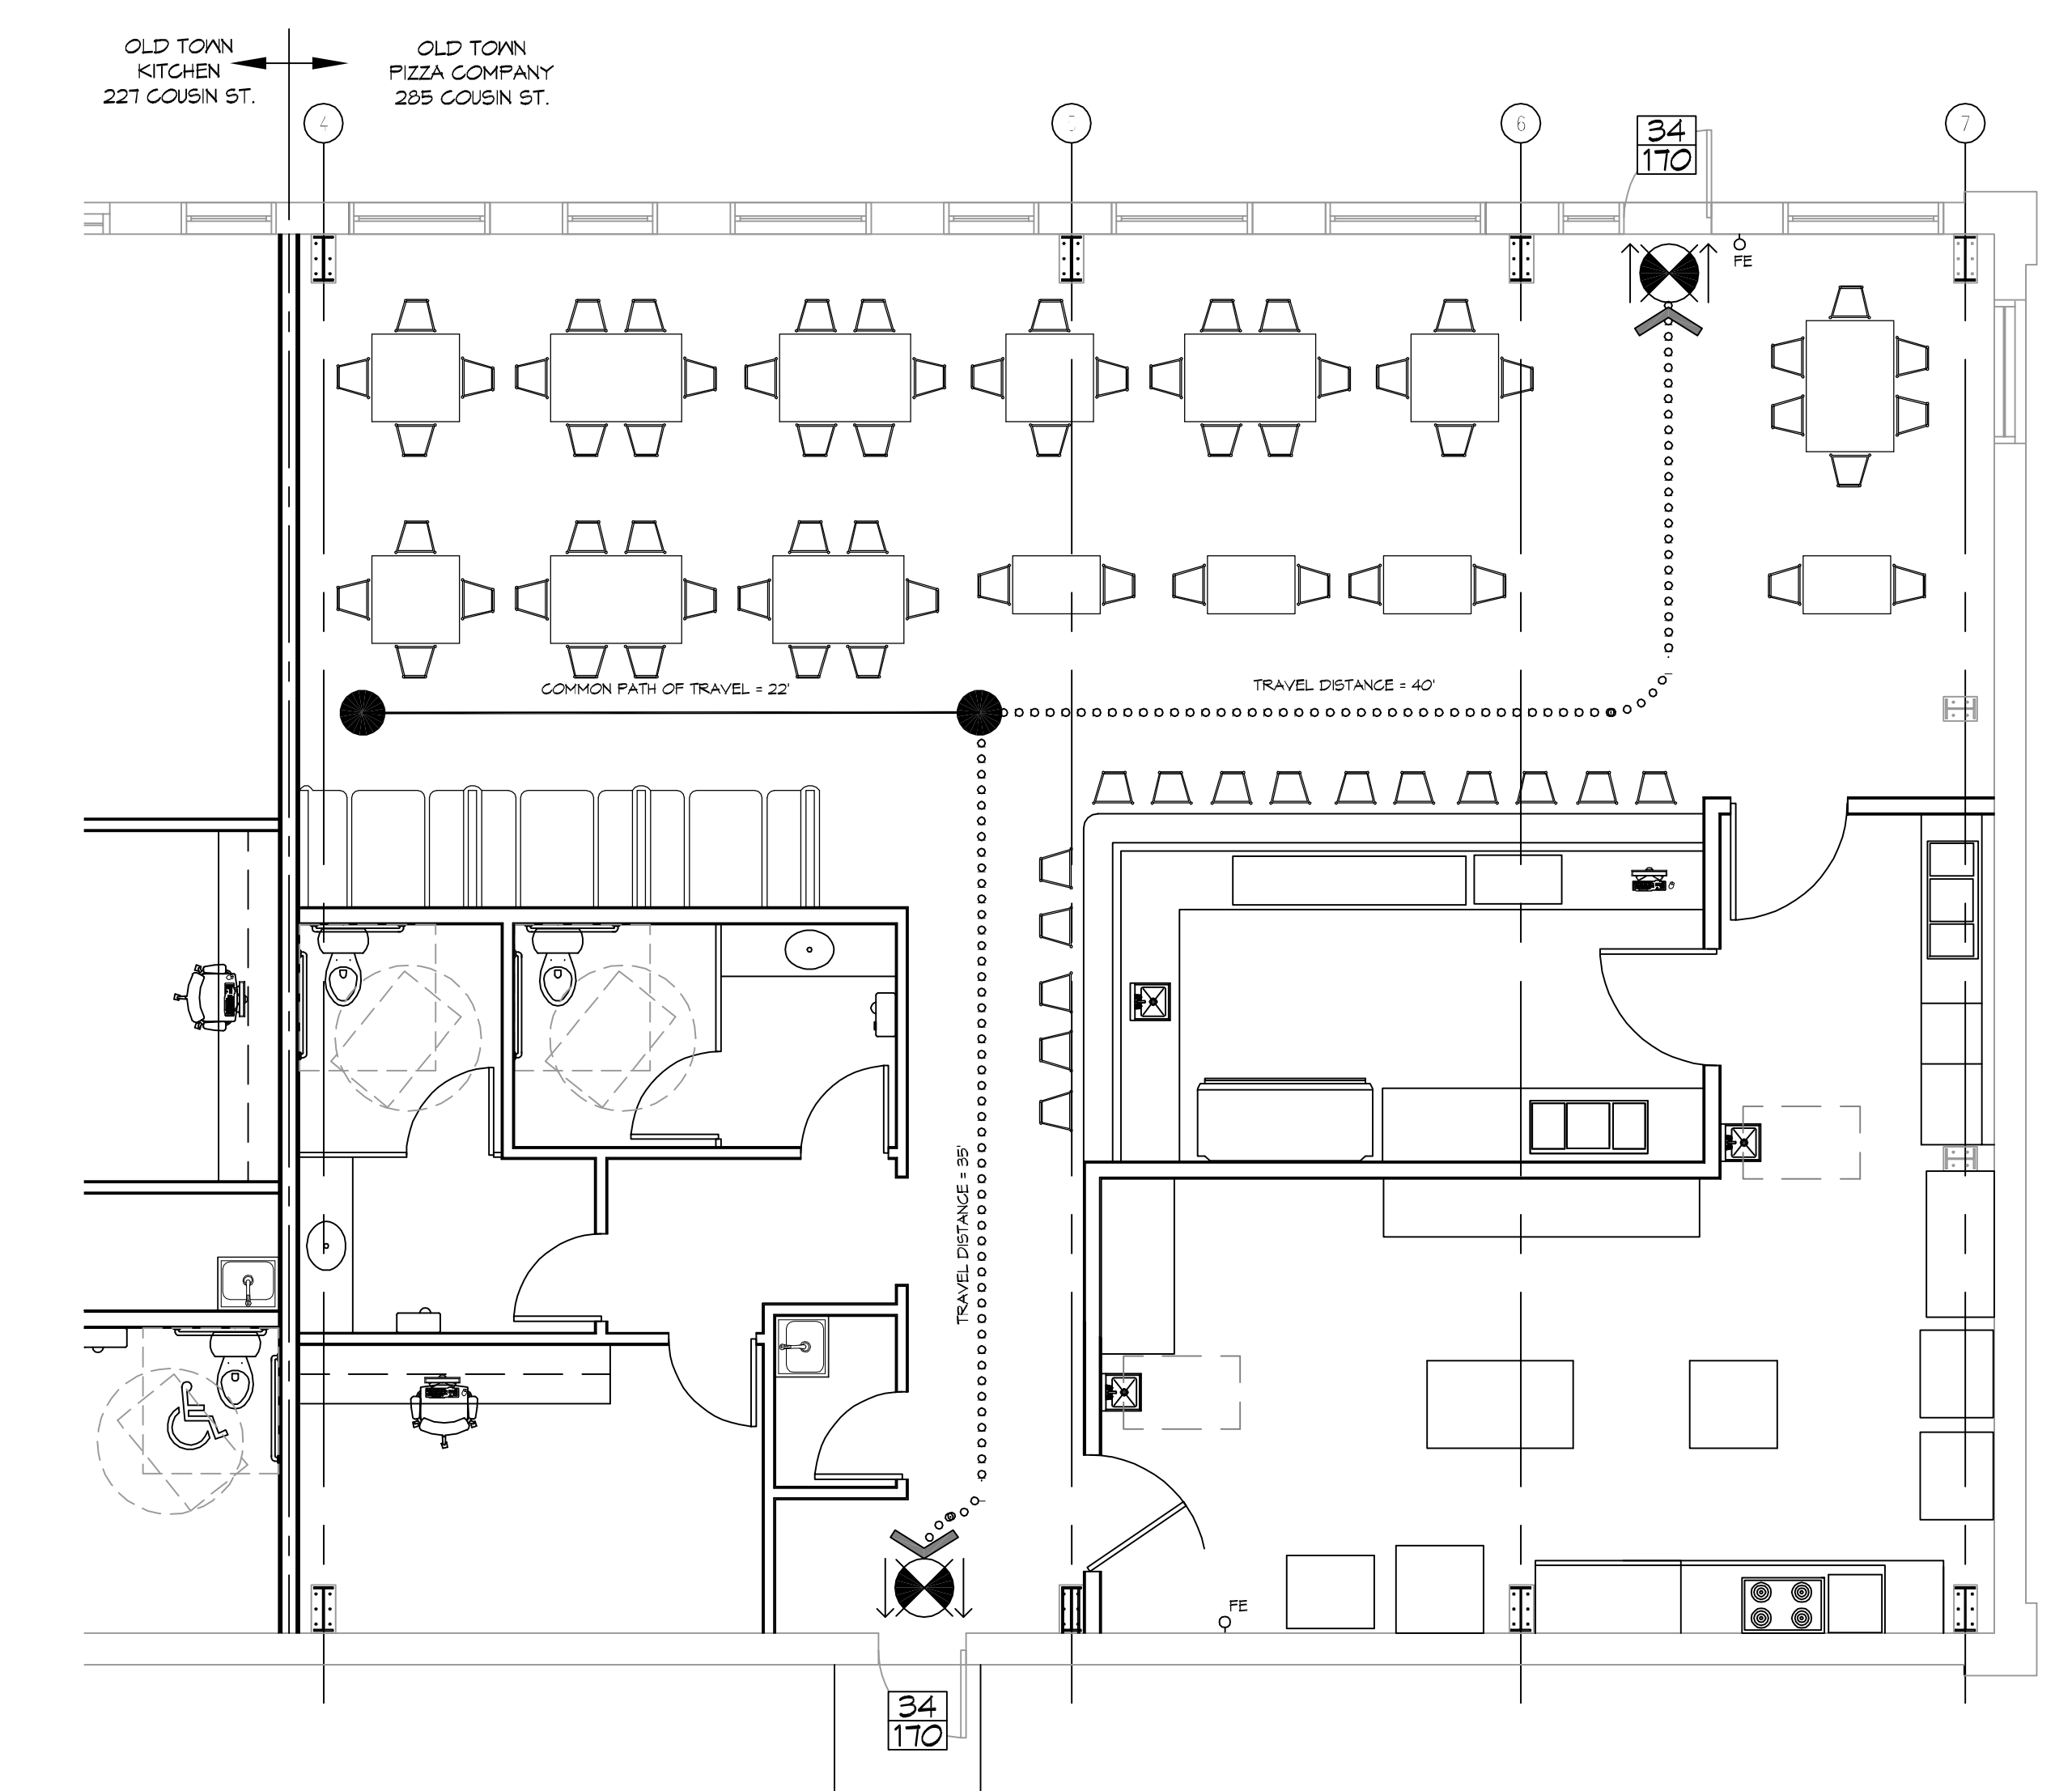 OLD TOWN
KITCHEN
227 COUSIN ST.
OLD TOWN
PIZZA COMPANY
285 COUSIN ST.
4
6
7
34
170
FE
COMMON PATH OF TRAVEL = 22'
TRAVEL DISTANCE = 40'
TRAVEL DISTANCE = 35'
FE
34
170